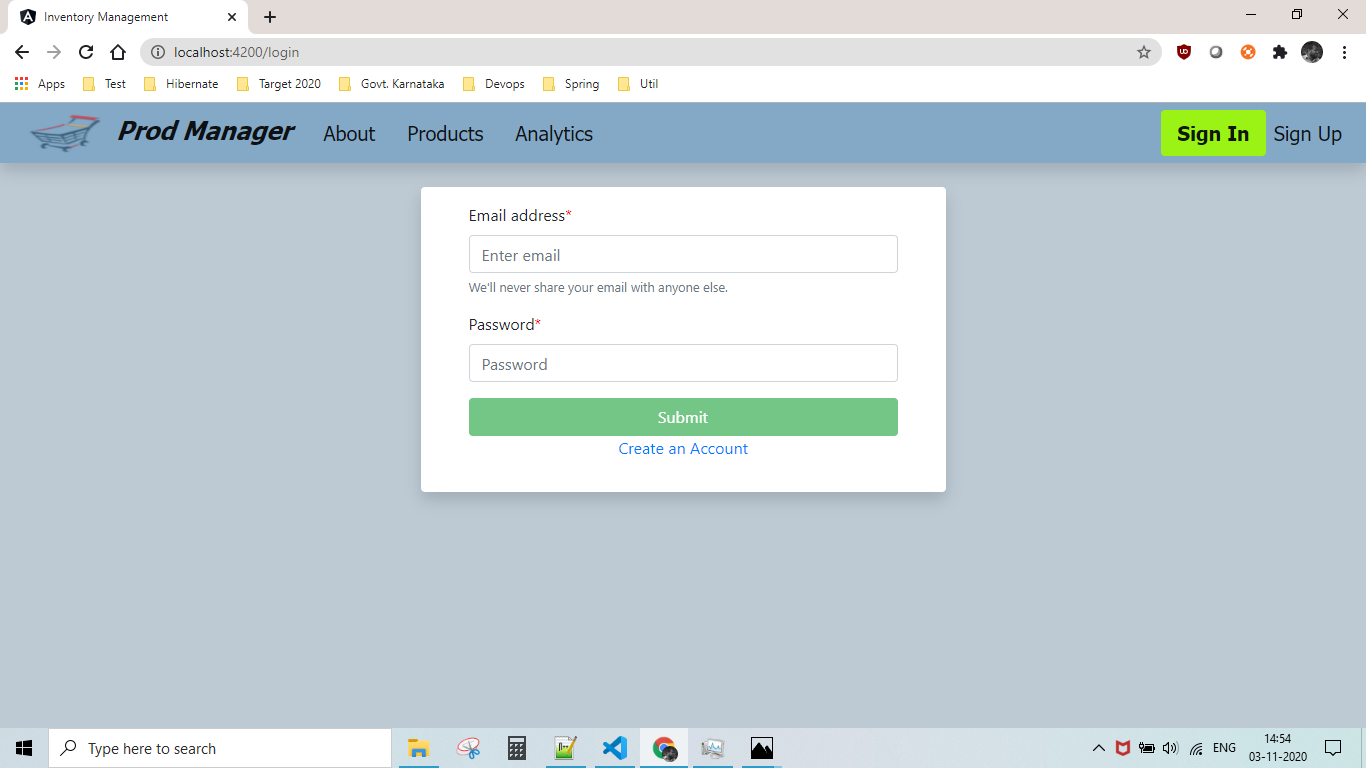 Inventory Management
localhost:4200/login
Apps Test Hibernate Target 2020 Govt. Karnataka Devops Spring Util
Prod Manager About Products Analytics Sign In Sign Up
Email address*
Enter email
We'll never share your email with anyone else.
Password*
Password
Submit
Create an Account
Type here to search
ENG
14:54
03-11-2020